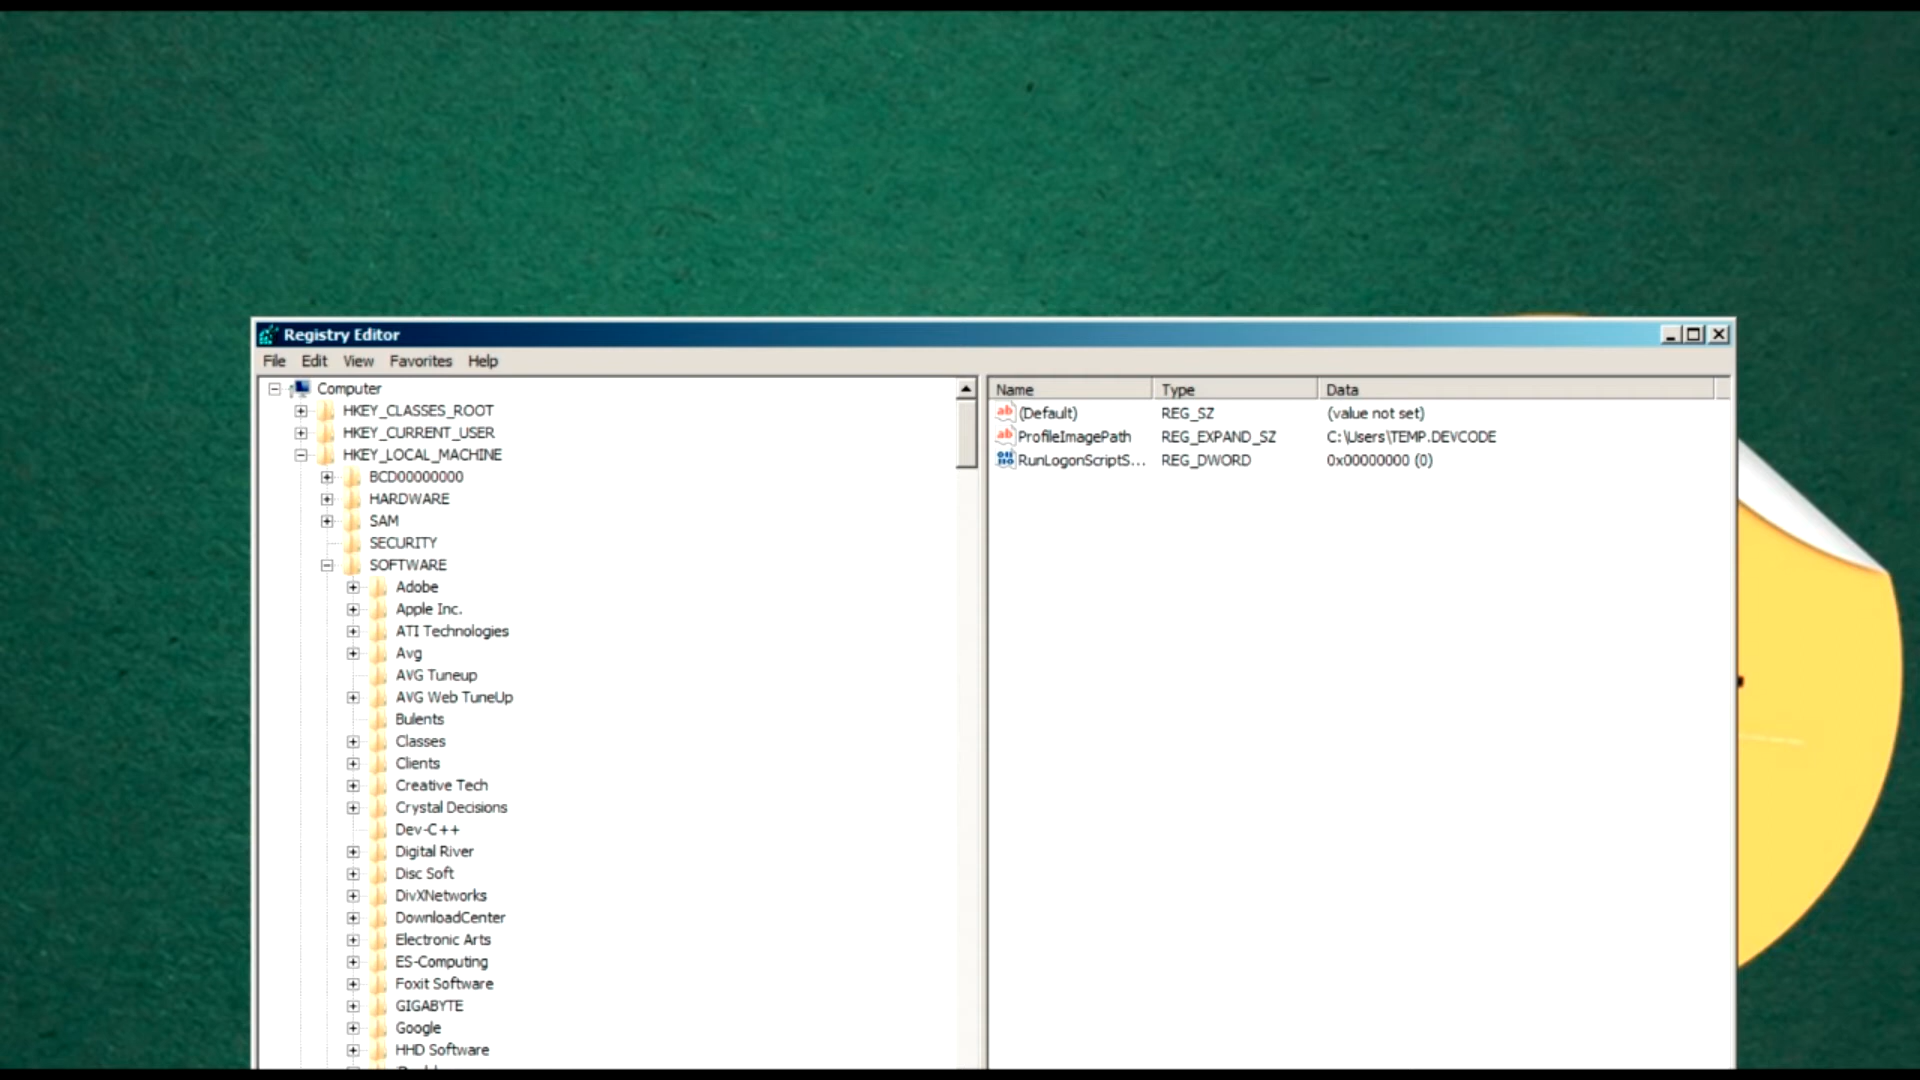 Registry Editor
File Edit View Favorites Help
Computer
HKEY_CLASSES_ROOT
HKEY_CURRENT_USER
HKEY_LOCAL_MACHINE
BCD00000000
HARDWARE
SAM
SECURITY
SOFTWARE
Adobe
Apple Inc.
ATI Technologies
Avg
AVG Tuneup
AVG Web TuneUp
Bulents
Classes
Clients
Creative Tech
Crystal Decisions
Dev-C++
Digital River
Disc Soft
DivXNetworks
DownloadCenter
Electronic Arts
ES-Computing
Foxit Software
GIGABYTE
Google
HHD Software
Name Type Data
(Default) REG_SZ (value not set)
ProfileImagePath REG_EXPAND_SZ C:\Users\TEMP.DEVCODE
RunLogonScriptS... REG_DWORD 0x00000000 (0)